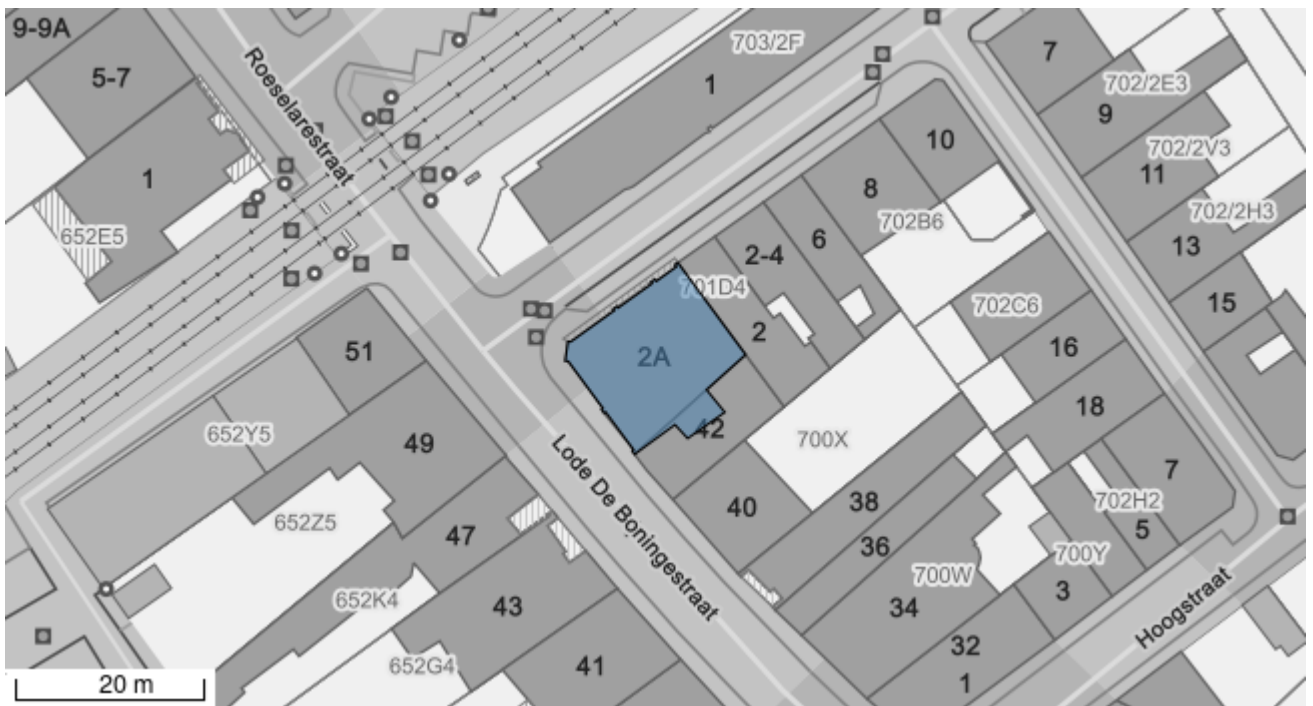 9-9A
5-7
Roeselarestraat
703/2F
1
7
702/2E3
9
10
702/2V3
11
8
1
702/2H3
702B6
652E5
6
2-4
13
701D4
15
702C6
2
2A
16
51
18
652Y5
42
700X
49
7
Lode De Boningestraat
38
702H2
40
652Z5
5
47
36
700Y
700W
3
652K4
43
34
Hoogstraat
32
652G4
41
1
20 m